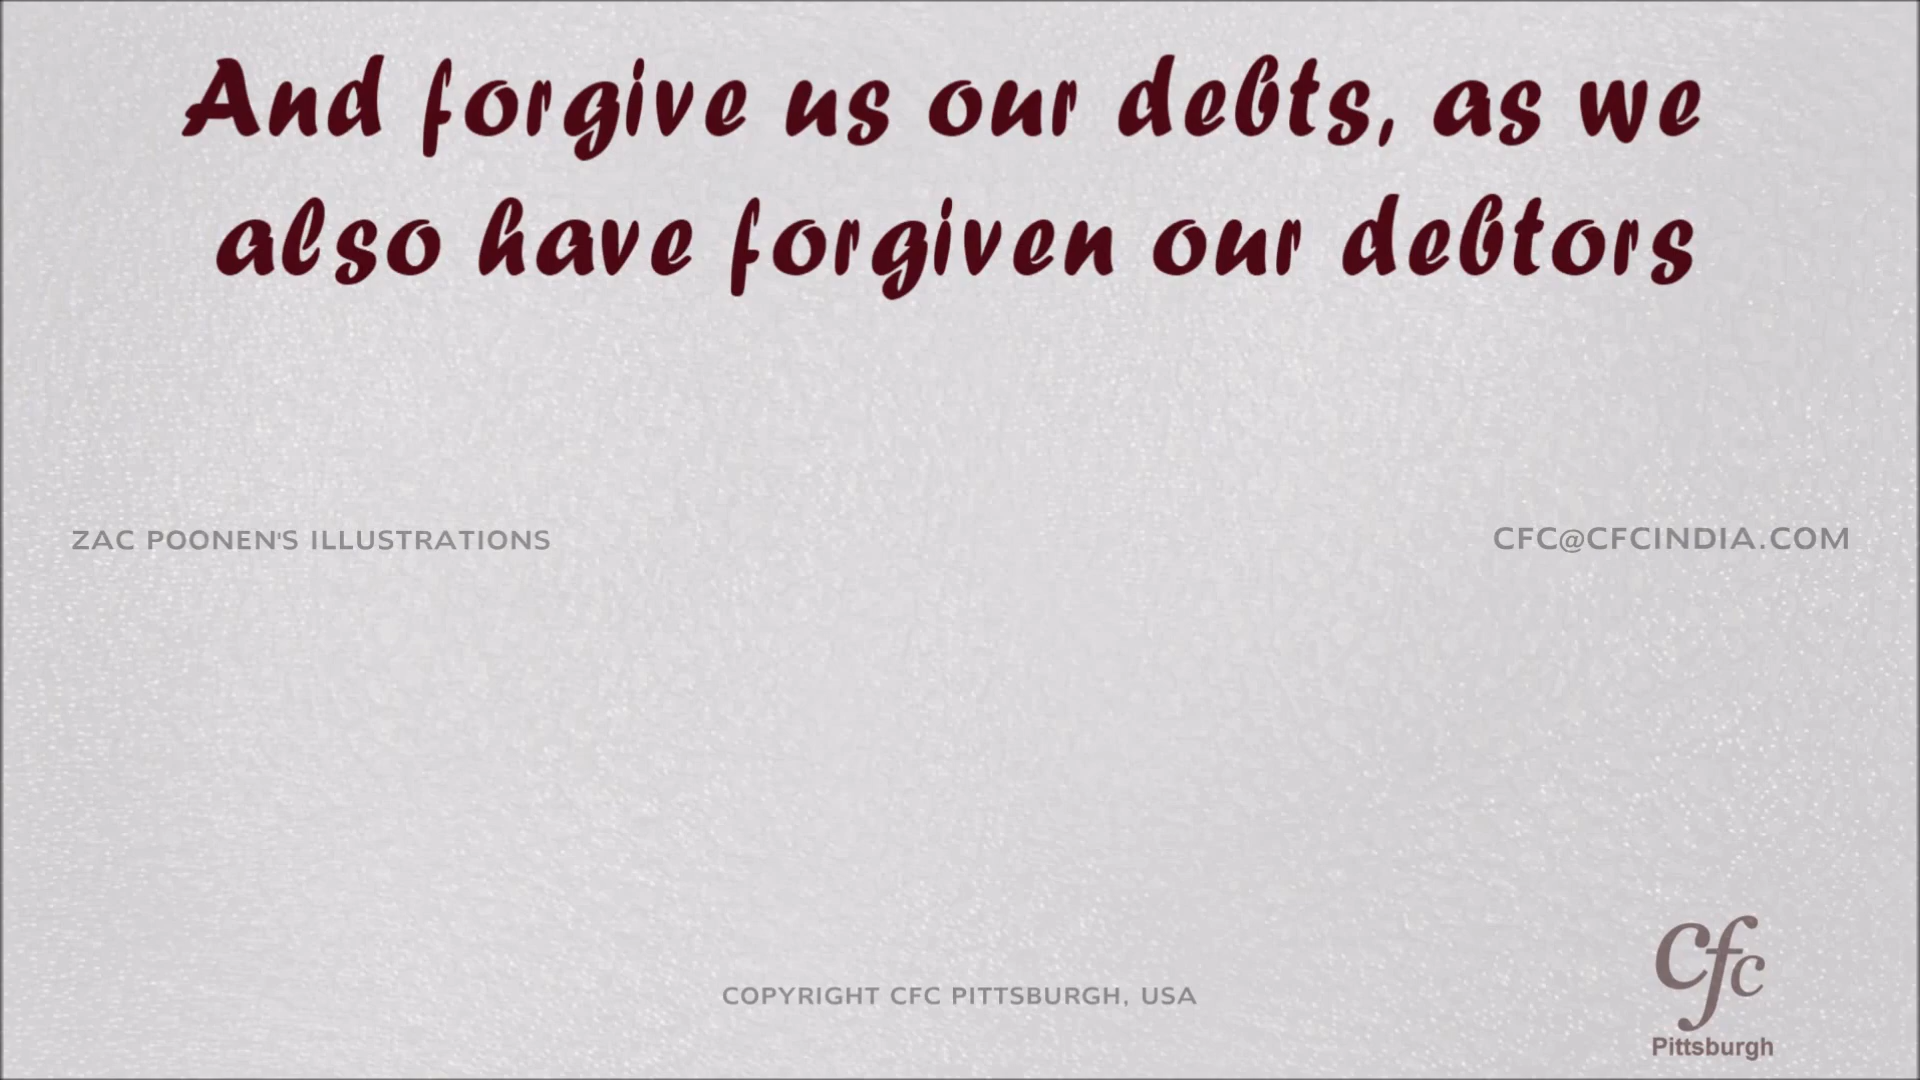 And forgive us our debts, as we
also have forgiven our debtors
ZAC POONEN'S ILLUSTRATIONS
CFC@CFCINDIA.COM
COPYRIGHT CFC PITTSBURGH, USA
cfc
Pittsburgh